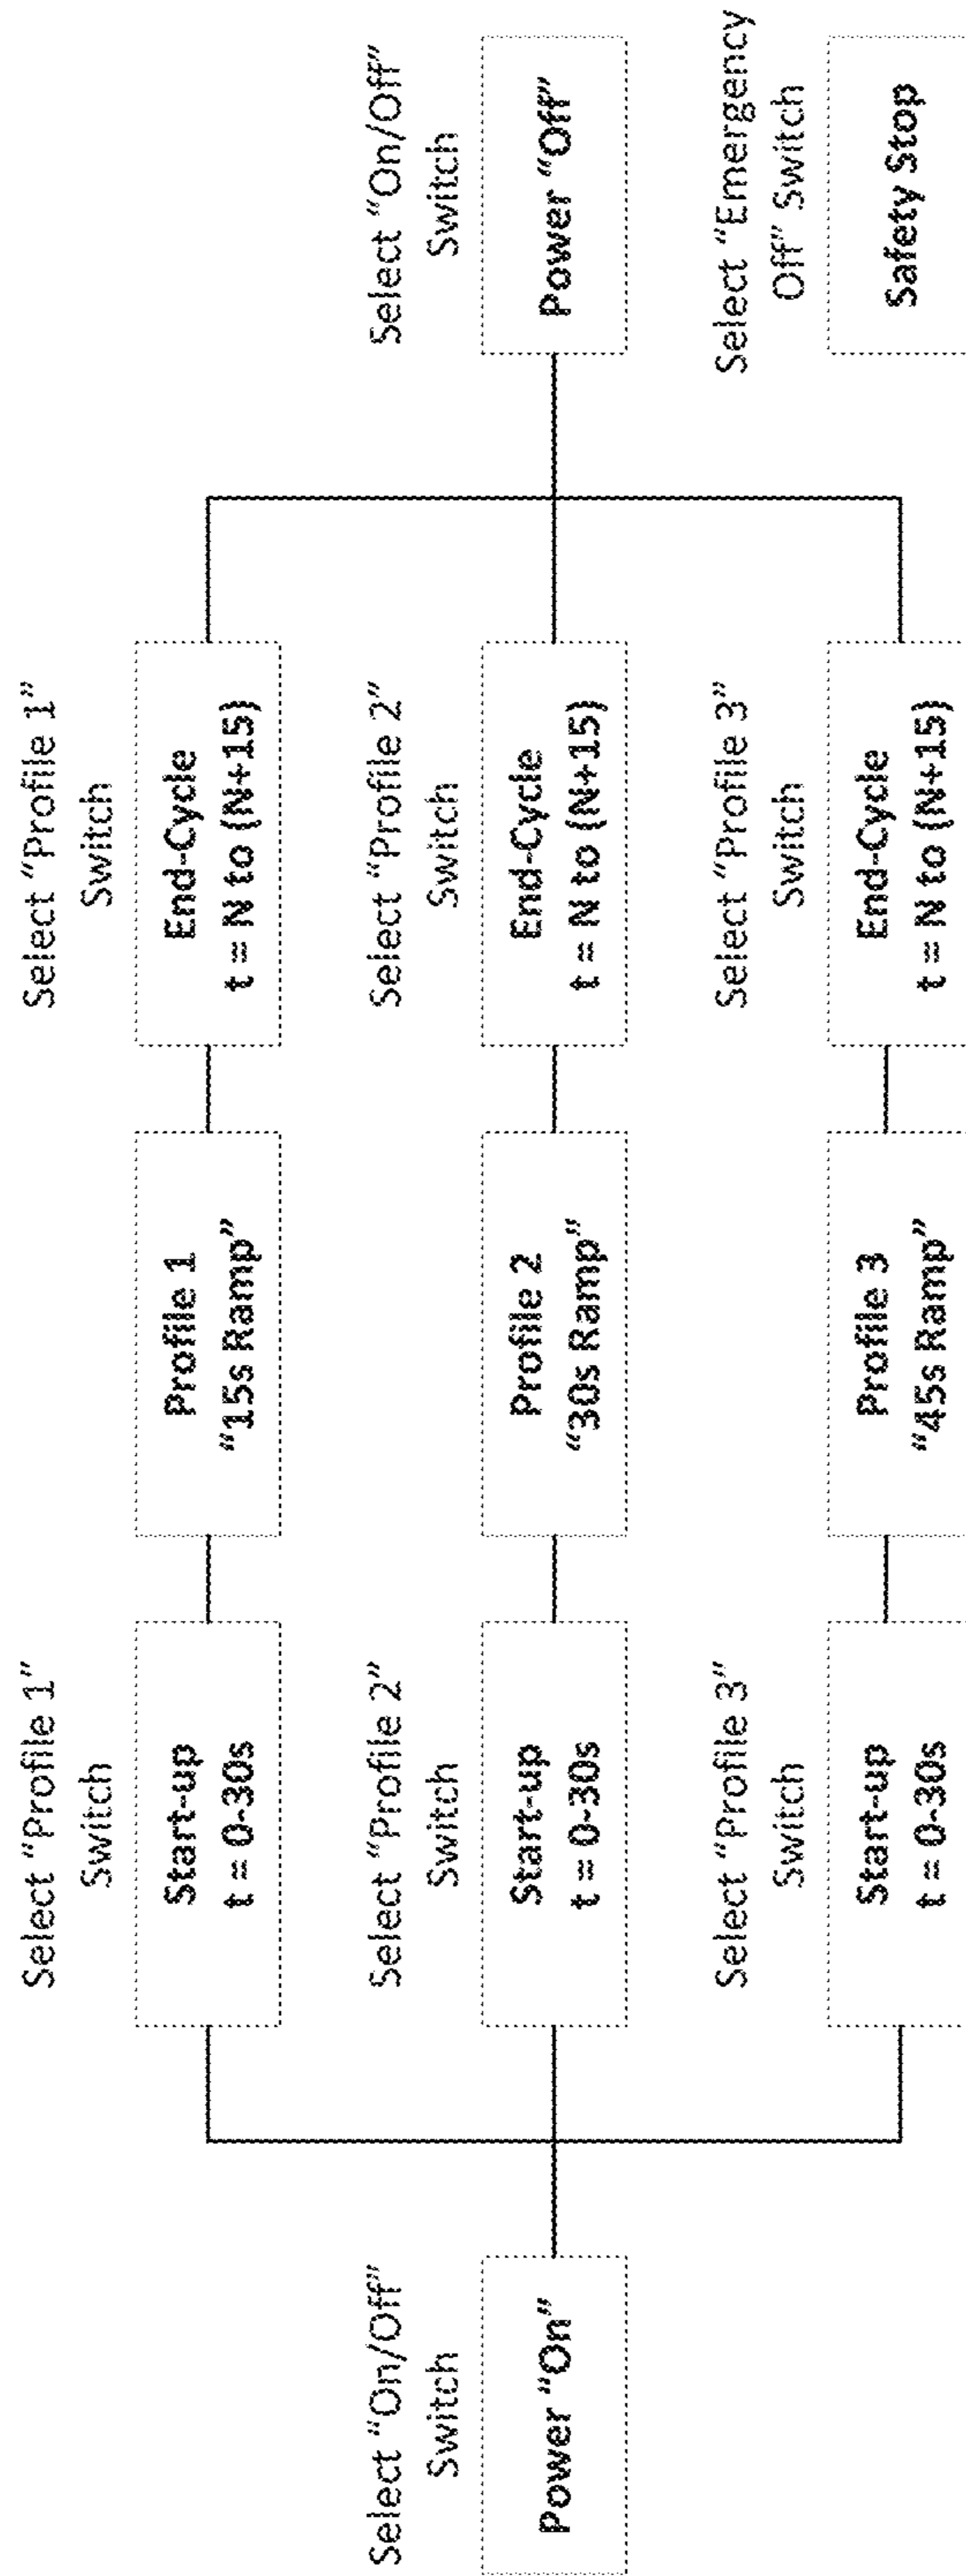 Select “On/Off”
Switch
Power “On”
Select “Profile 1”
Switch
Start-up
t = 0-30s
Profile 1
“15s Ramp”
Select “Profile 1”
Switch
End-Cycle
t = N to (N+15)
Select “Profile 2”
Switch
Start-up
t = 0-30s
Profile 2
“30s Ramp”
Select “Profile 2”
Switch
End-Cycle
t = N to (N+15)
Select “Profile 3”
Switch
Start-up
t = 0-30s
Profile 3
“45s Ramp”
Select “Profile 3”
Switch
End-Cycle
t = N to (N+15)
Select “On/Off”
Switch
Power “Off”
Select “Emergency
Off” Switch
Safety Stop